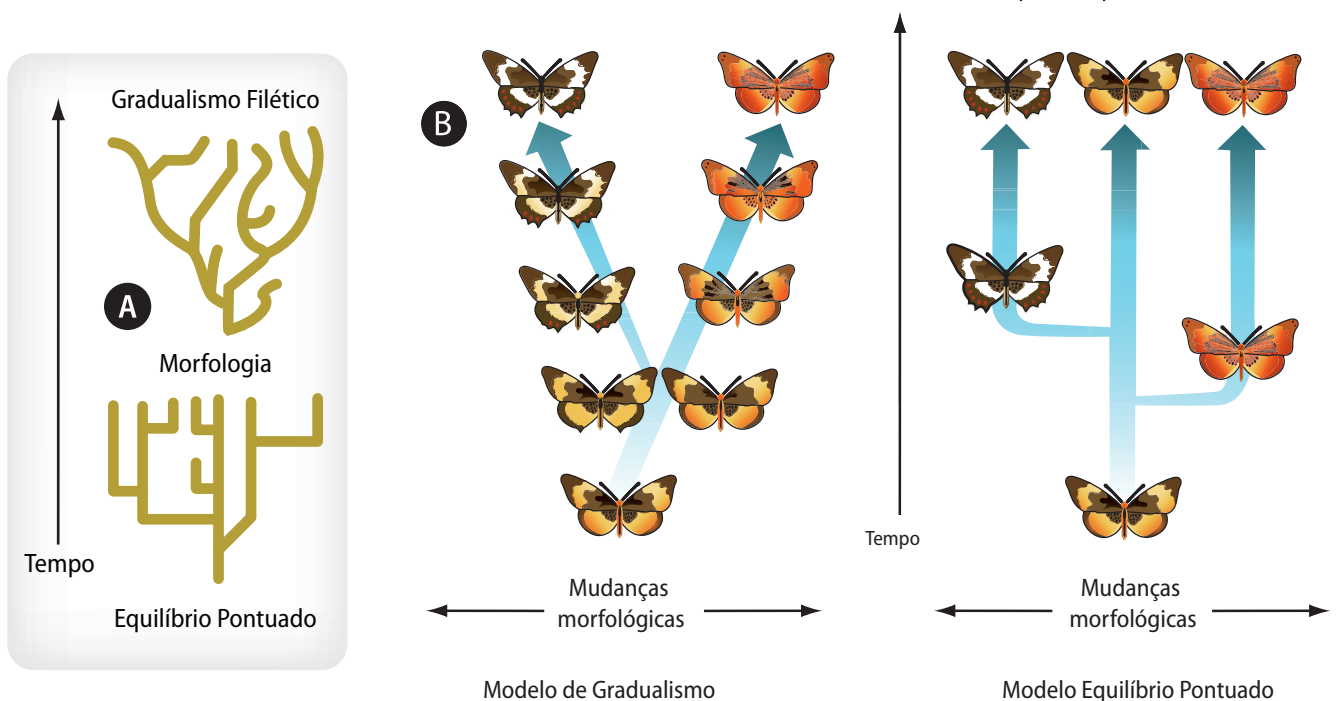 Gradualismo Filético
A
Morfologia
Tempo
Equilíbrio Pontuado
B
Mudanças
morfológicas
Modelo de Gradualismo
Tempo
Mudanças
morfológicas
Modelo Equilíbrio Pontuado